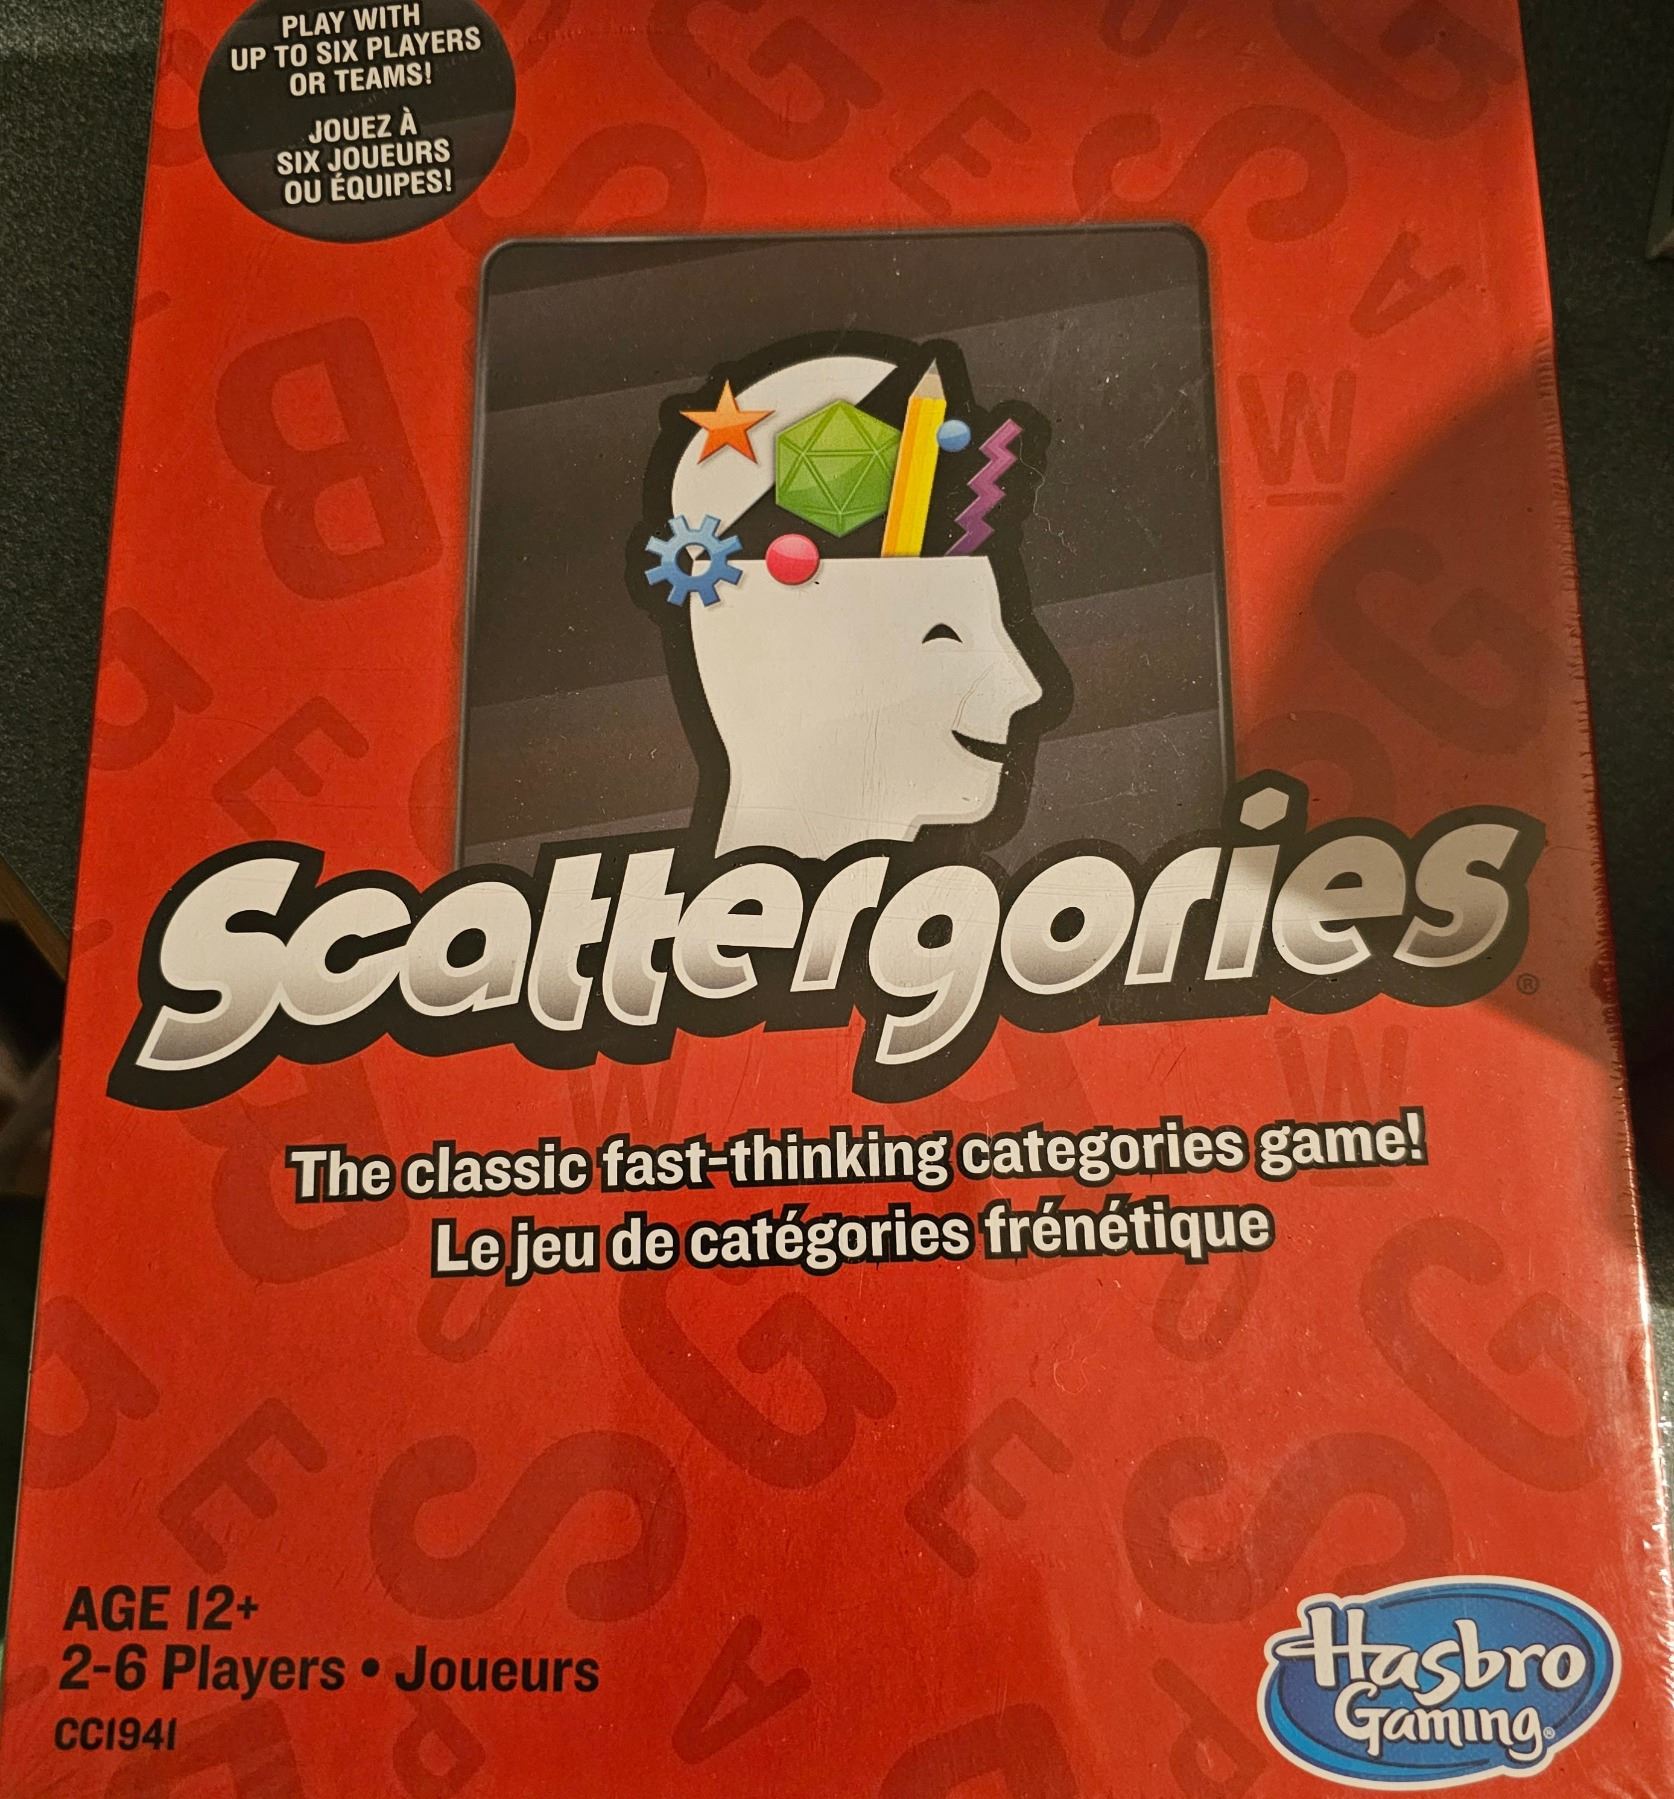 PLAY WITH
UP TO SIX PLAYERS
OR TEAMS!
JOUEZ À
SIX JOUEURS
OU ÉQUIPES!
Scattergories®
The classic fast-thinking categories game!
Le jeu de catégories frénétique
AGE 12+
2-6 Players • Joueurs
CC1941
Hasbro
Gaming®